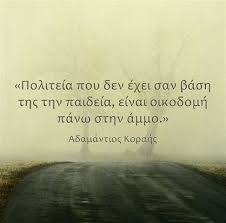 «Πολιτεία που δεν έχει σαν βάση
της την παιδεία, είναι οικοδομή
πάνω στην άμμο.»
Αδαμάντιος Κοραής